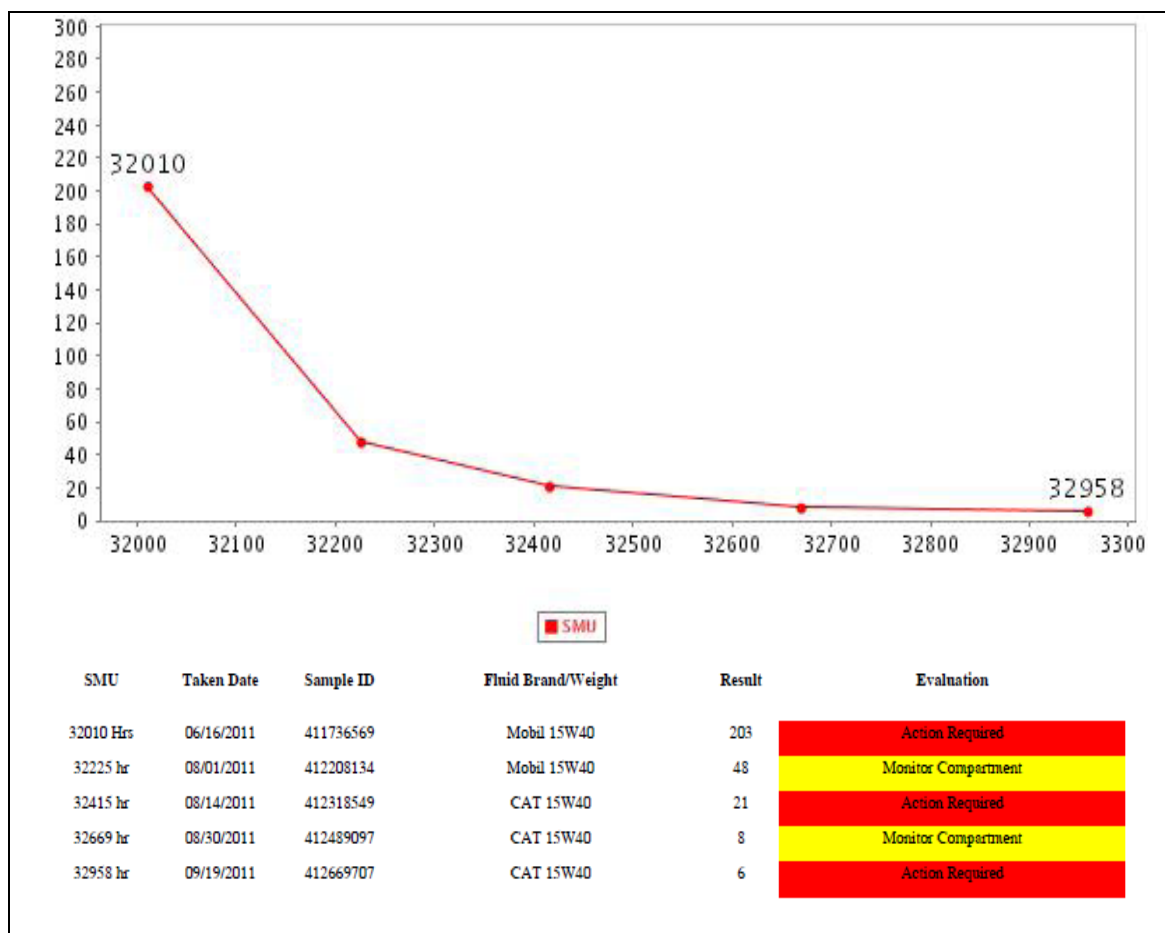 300
280
260
240
220
200
180
160
140
120
100
80
60
40
20
0
32010
32958
32000 32100 32200 32300 32400 32500 32600 32700 32800 32900 3300
SMU
SMU Taken Date Sample ID Fluid Brand/Weight Result Evaluation
32010 Hrs 06/16/2011 411736569 Mobil 15W40 203 Action Required
32225 hr 08/01/2011 412208134 Mobil 15W40 48 Monitor Compartment
32415 hr 08/14/2011 412318549 CAT 15W40 21 Action Required
32669 hr 08/30/2011 412489097 CAT 15W40 8 Monitor Compartment
32958 hr 09/19/2011 412669707 CAT 15W40 6 Action Required